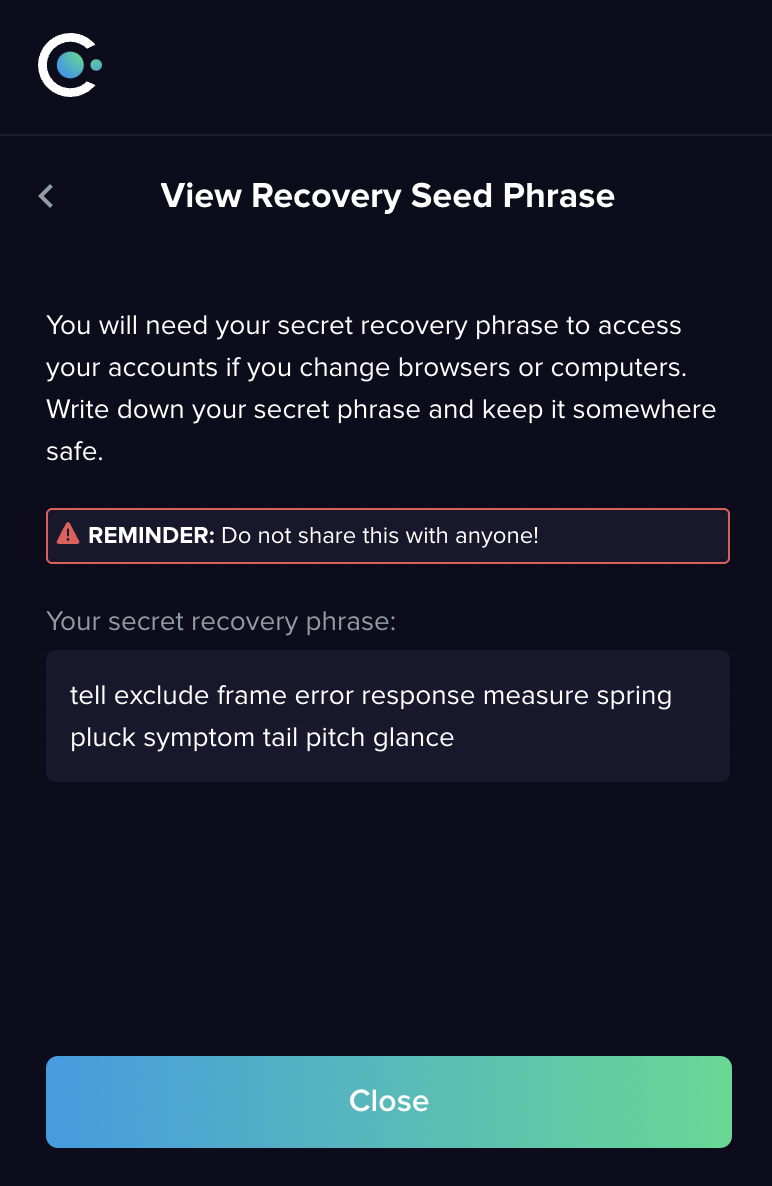 View Recovery Seed Phrase
You will need your secret recovery phrase to access
your accounts if you change browsers or computers.
Write down your secret phrase and keep it somewhere
safe.
REMINDER: Do not share this with anyone!
Your secret recovery phrase:
tell exclude frame error response measure spring
pluck symptom tail pitch glance
Close